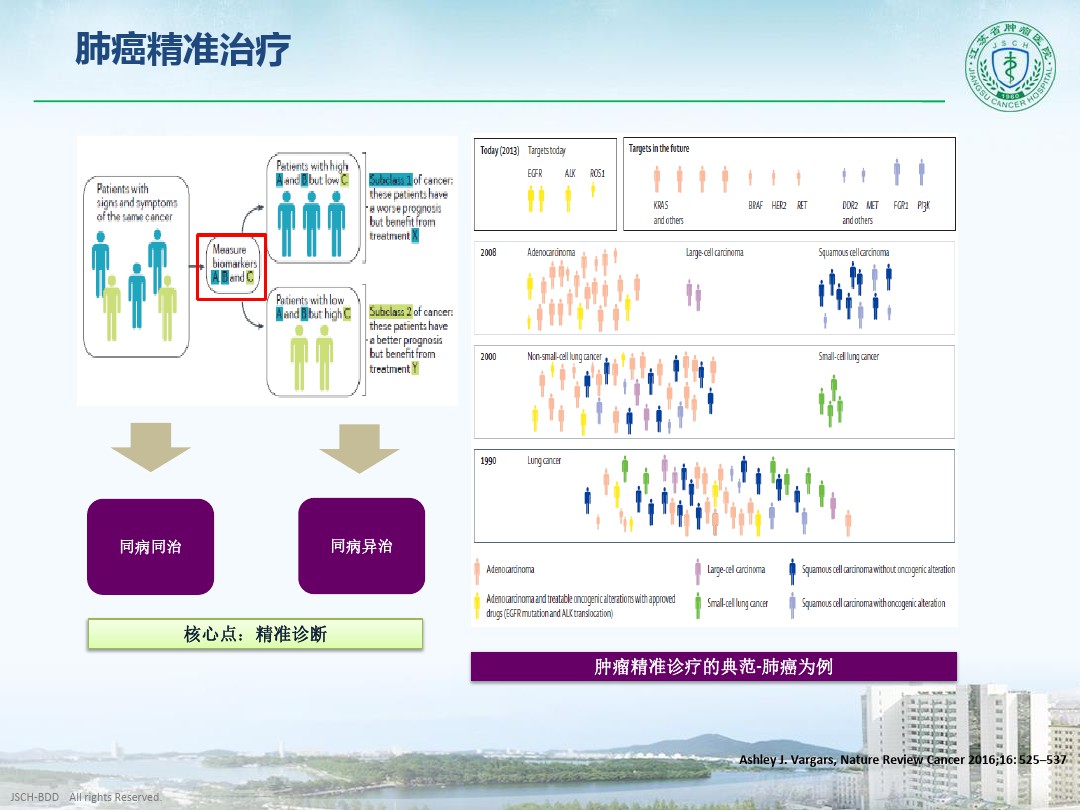 肺癌精准治疗
江苏省肿瘤医院
JSCH
1960
JIANGSU CANCER HOSPITAL
Patients with
signs and symptoms
of the same cancer
Measure
biomarkers
A, B and C
Patients with high
A and B but low C
Subclass 1 of cancer:
these patients have
a worse prognosis
but benefit from
treatment X
Patients with low
A and B but high C
Subclass 2 of cancer:
these patients have
a better prognosis
but benefit from
treatment Y
同病同治
同病异治
核心点：精准诊断
Today (2013) Targets today
EGFR ALK ROS1
Targets in the future
KRAS
and others
BRAF HER2 RET
DDR2 MET
and others
FGR1 PI3K
2008 Adenocarcinoma Large-cell carcinoma Squamous cell carcinoma
2000 Non-small-cell lung cancer Small-cell lung cancer
1990 Lung cancer
Adenocarcinoma
Large-cell carcinoma
Squamous cell carcinoma without oncogenic alteration
Adenocarcinoma and treatable oncogenic alterations with approved
drugs (EGFR mutation and ALK translocation)
Small-cell lung cancer
Squamous cell carcinoma with oncogenic alteration
肿瘤精准诊疗的典范-肺癌为例
Ashley J. Vargars, Nature Review Cancer 2016;16: 525–537
JSCH-BDD All rights Reserved.